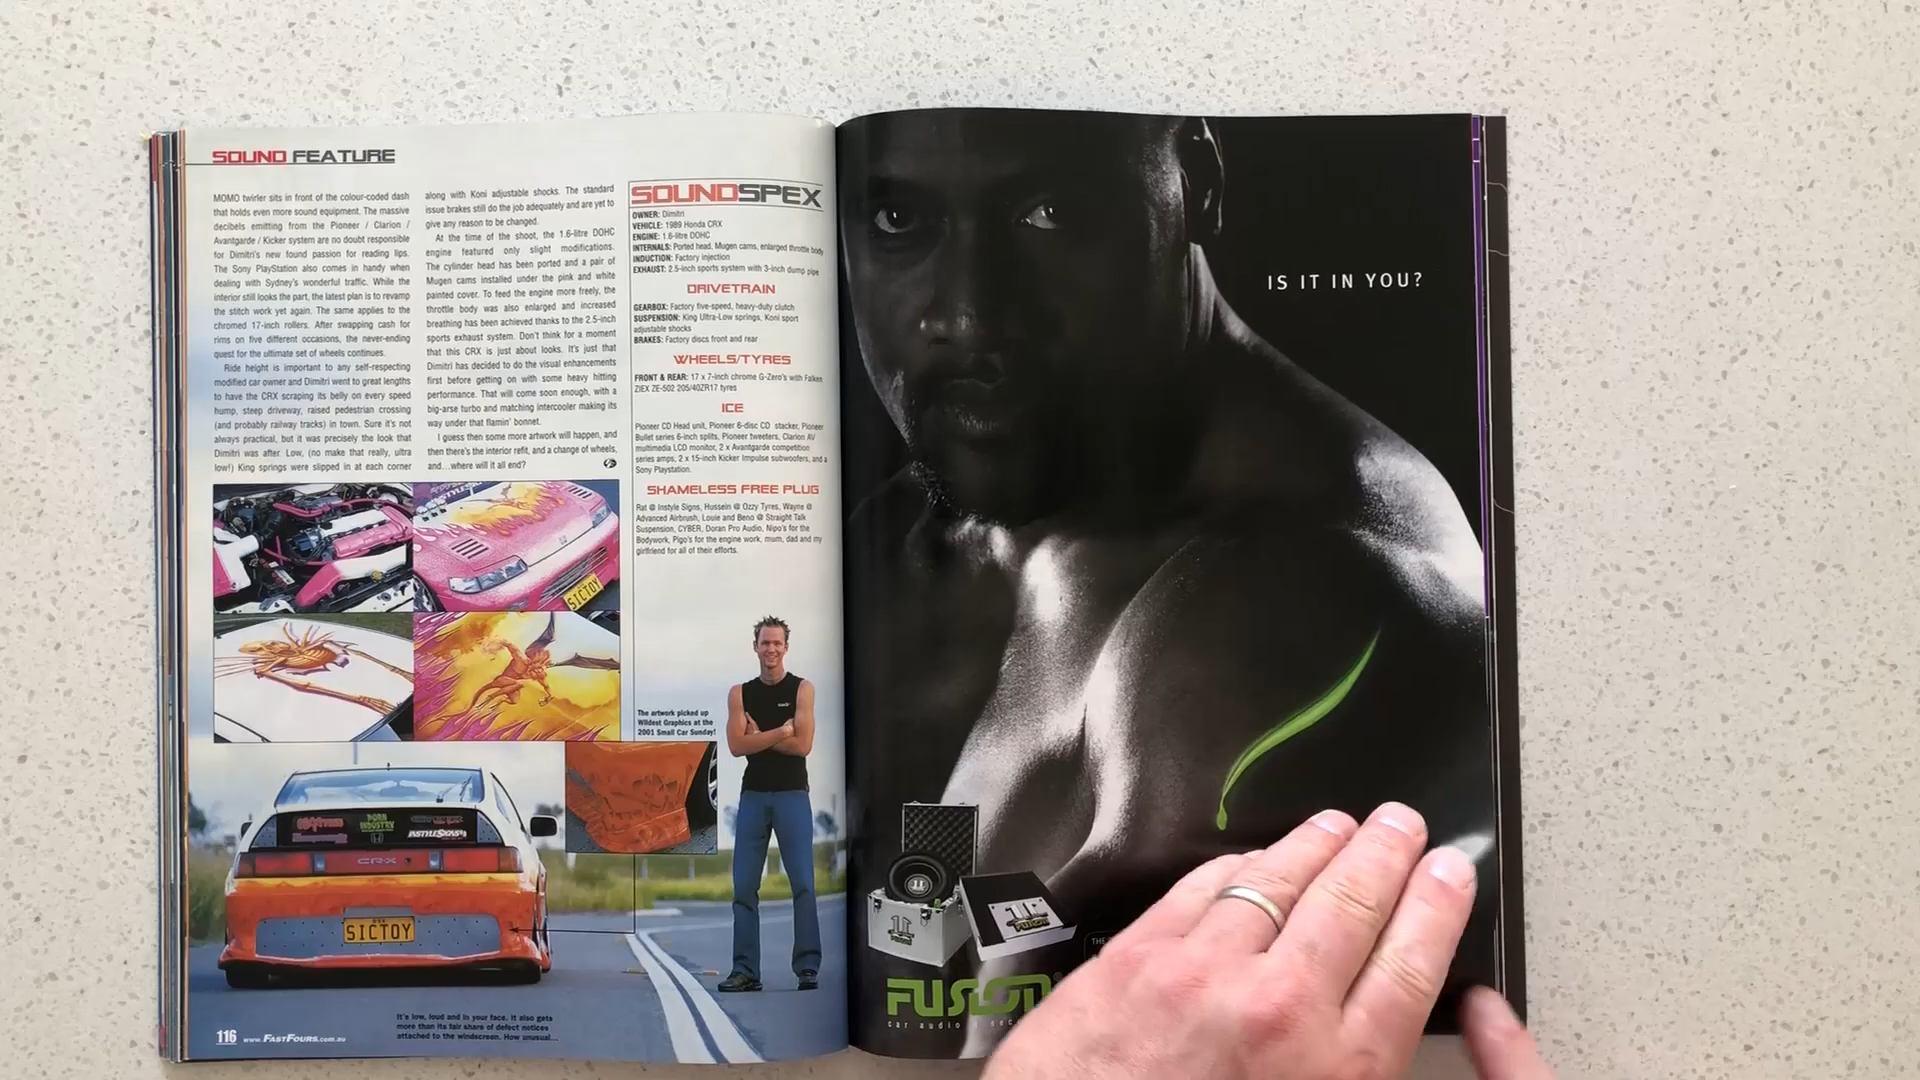 SOUND FEATURE
MOMO twirler sits in front of the colour-coded dash
that holds even more sound equipment. The massive
decibels emitting from the Pioneer / Clarion /
Avantgarde / Kicker system are no doubt responsible
for Dimitri's new found passion for reading lips.
The Sony PlayStation also comes in handy when
dealing with Sydney's wonderful traffic. While the
interior still looks the part, the latest plan is to revamp
the stitch work yet again. The same applies to the
chromed 17-inch rollers. After swapping cash for
rims on five different occasions, the never-ending
quest for the ultimate set of wheels continues.
Ride height is important to any self-respecting
modified car owner and Dimitri went to great lengths
to have the CRX scraping its belly on every speed
hump, steep driveway, raised pedestrian crossing
(and probably railway tracks) in town. Sure it's not
always practical, but it was precisely the look that
Dimitri was after. Low, (no make that really, ultra
low!) King springs were slipped in at each corner
along with Koni adjustable shocks. The standard
issue brakes still do the job adequately and are yet to
give any reason to be changed.
At the time of the shoot, the 1.6-litre DOHC
engine featured only slight modifications.
The cylinder head has been ported and a pair of
Mugen cams installed under the pink and white
painted cover. To feed the engine more freely, the
throttle body was also enlarged and increased
breathing has been achieved thanks to the 2.5-inch
sports exhaust system. Don't think for a moment
that this CRX is just about looks. It's just that
Dimitri has decided to do the visual enhancements
first before getting on with some heavy hitting
performance. That will come soon enough, with a
big-arse turbo and matching intercooler making its
way under that flamin' bonnet.
I guess then some more artwork will happen, and
then there's the interior refit, and a change of wheels,
and...where will it all end?
SOUNDSPEX
OWNER: Dimitri
VEHICLE: 1989 Honda CRX
ENGINE: 1.6-litre DOHC
INTERNALS: Ported head, Mugen cams, enlarged throttle body
INDUCTION: Factory injection
EXHAUST: 2.5-inch sports system with 3-inch dump pipe
DRIVETRAIN
GEARBOX: Factory five-speed, heavy-duty clutch
SUSPENSION: King Ultra-Low springs, Koni sport
adjustable shocks
BRAKES: Factory discs front and rear
WHEELS/TYRES
FRONT & REAR: 17 x 7-inch chrome G-Zero's with Falken
ZIEX ZE-502 205/40ZR17 tyres
ICE
Pioneer CD Head unit, Pioneer 6-disc CD stacker, Pioneer
Bullet series 6-inch splits, Pioneer tweeters, Clarion AV
multimedia LCD monitor, 2 x Avantgarde competition
series amps, 2 x 15-inch Kicker Impulse subwoofers, and a
Sony Playstation.
SHAMELESS FREE PLUG
Rat @ Instyle Signs, Hussein @ Ozzy Tyres, Wayne @
Advanced Airbrush, Louie and Beno @ Straight Talk
Suspension, CYBER, Doran Pro Audio, Nipo's for the
Bodywork, Pigo's for the engine work, mum, dad and my
girlfriend for all of their efforts.
SICTOY
The artwork picked up
Wildest Graphics at the
2001 Small Car Sunday!
PORN
INDUSTRY
INSTYLE SIGNS
CR-X
SICTOY
It's low, loud and in your face. It also gets
more than its fair share of defect notices
attached to the windscreen. How unusual...
116 www.FASTFOURS.com.au
IS IT IN YOU?
THE
FUSION
car audio